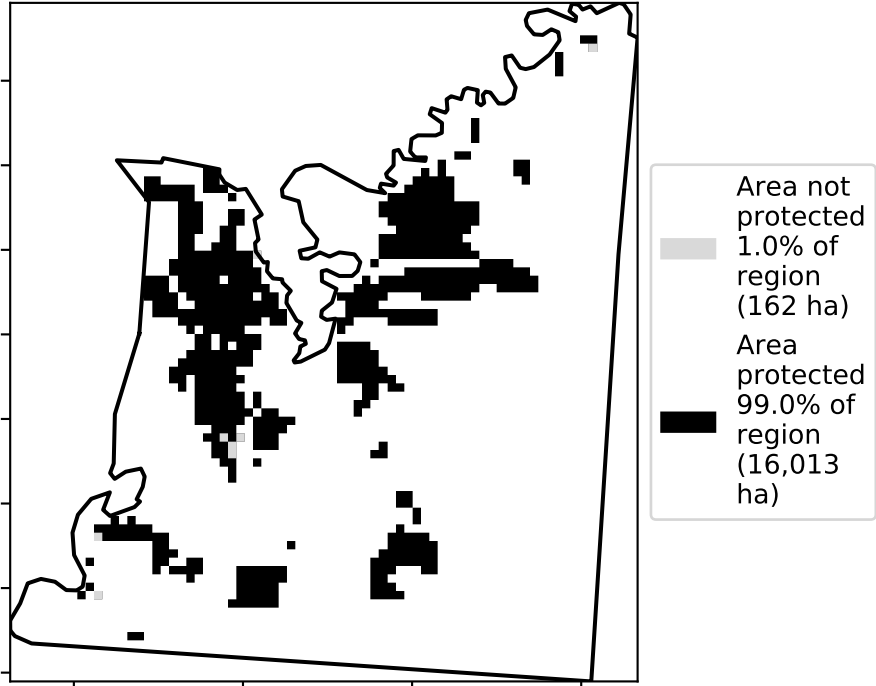 Area not
protected
1.0% of
region
(162 ha)
Area
protected
99.0% of
region
(16,013
ha)